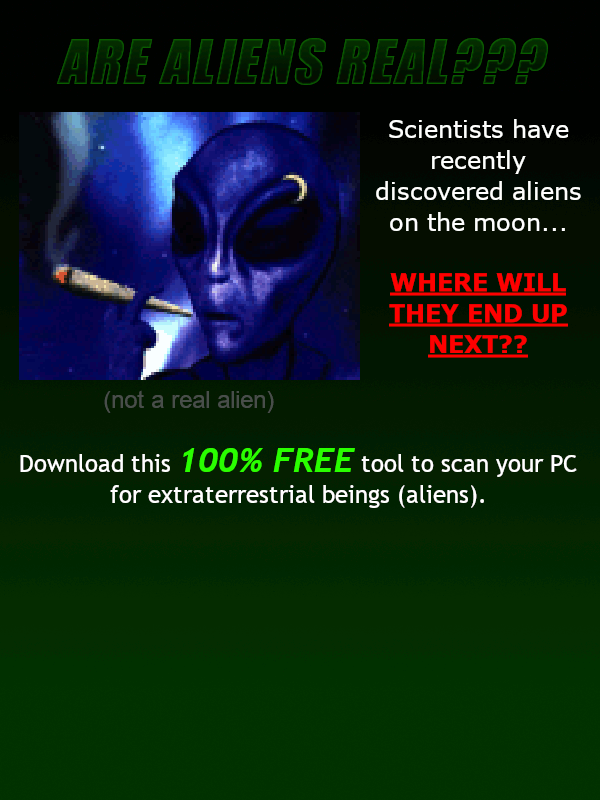 ARE ALIENS REAL???
Scientists have
recently
discovered aliens
on the moon...
WHERE WILL
THEY END UP
NEXT??
(not a real alien)
Download this 100% FREE tool to scan your PC
for extraterrestrial beings (aliens).